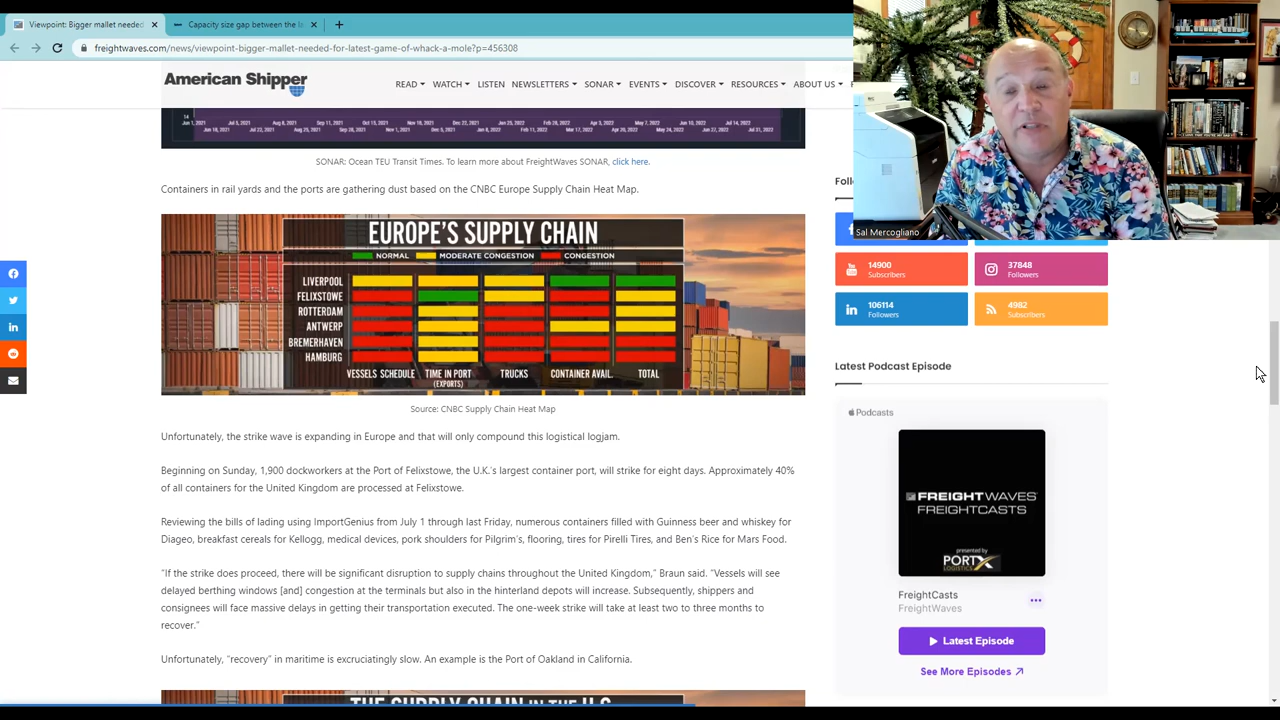 Viewpoint: Bigger mallet needed
Capacity size gap between the la
freightwaves.com/news/viewpoint-bigger-mallet-needed-for-latest-game-of-whack-a-mole?p=456308
American Shipper
READ WATCH LISTEN NEWSLETTERS SONAR EVENTS DISCOVER RESOURCES ABOUT US
SONAR: Ocean TEU Transit Times. To learn more about FreightWaves SONAR, click here.
Containers in rail yards and the ports are gathering dust based on the CNBC Europe Supply Chain Heat Map.
EUROPE'S SUPPLY CHAIN
NORMAL MODERATE CONGESTION CONGESTION
LIVERPOOL
FELIXSTOWE
ROTTERDAM
ANTWERP
BREMERHAVEN
HAMBURG
VESSELS SCHEDULE TIME IN PORT (EXPORTS) TRUCKS CONTAINER AVAIL. TOTAL
Source: CNBC Supply Chain Heat Map
Unfortunately, the strike wave is expanding in Europe and that will only compound this logistical logjam.
Beginning on Sunday, 1,900 dockworkers at the Port of Felixstowe, the U.K.'s largest container port, will strike for eight days. Approximately 40%
of all containers for the United Kingdom are processed at Felixstowe.
Reviewing the bills of lading using ImportGenius from July 1 through last Friday, numerous containers filled with Guinness beer and whiskey for
Diageo, breakfast cereals for Kellogg, medical devices, pork shoulders for Pilgrim's, flooring, tires for Pirelli Tires, and Ben's Rice for Mars Food.
"If the strike does proceed, there will be significant disruption to supply chains throughout the United Kingdom," Braun said. "Vessels will see
delayed berthing windows [and] congestion at the terminals but also in the hinterland depots will increase. Subsequently, shippers and
consignees will face massive delays in getting their transportation executed. The one-week strike will take at least two to three months to
recover."
Unfortunately, "recovery" in maritime is excruciatingly slow. An example is the Port of Oakland in California.
THE SUPPLY CHAIN IN THE U.S.
Sal Mercogliano
14900
Subscribers
37848
Followers
106114
Followers
4982
Subscribers
Latest Podcast Episode
Podcasts
FREIGHTWAVES
FREIGHTCASTS
presented by
PORTX
LOGISTICS
FreightCasts
FreightWaves
Latest Episode
See More Episodes